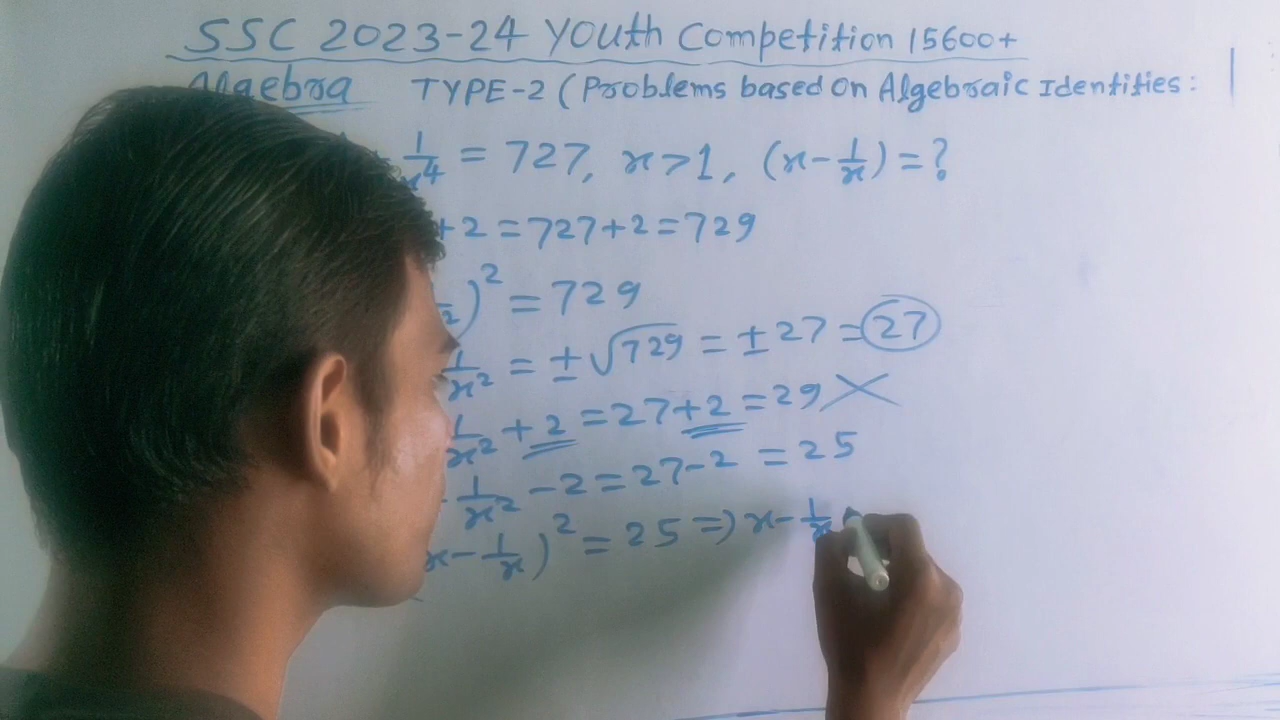 SSC 2023-24 Youth Competition 15600+
Algebra TYPE-2 (Problems based on Algebraic Identities:
1/x⁴ = 727, x>1, (x-1/x)=?
+2=727+2=729
)²=729
1/x² = ±√729 = ±27 = 27
1/x² + 2 = 27+2 = 29 ×
1/x² - 2 = 27-2 = 25
x-1/x)² = 25 => x-1/x